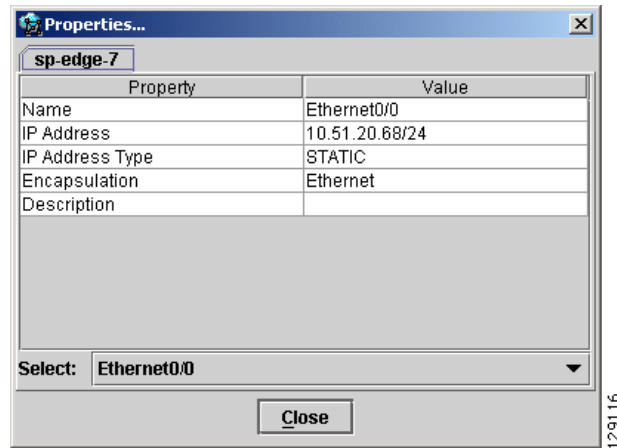 Properties...
sp-edge-7
Property Value
Name Ethernet0/0
IP Address 10.51.20.68/24
IP Address Type STATIC
Encapsulation Ethernet
Description
Select: Ethernet0/0
Close
129116